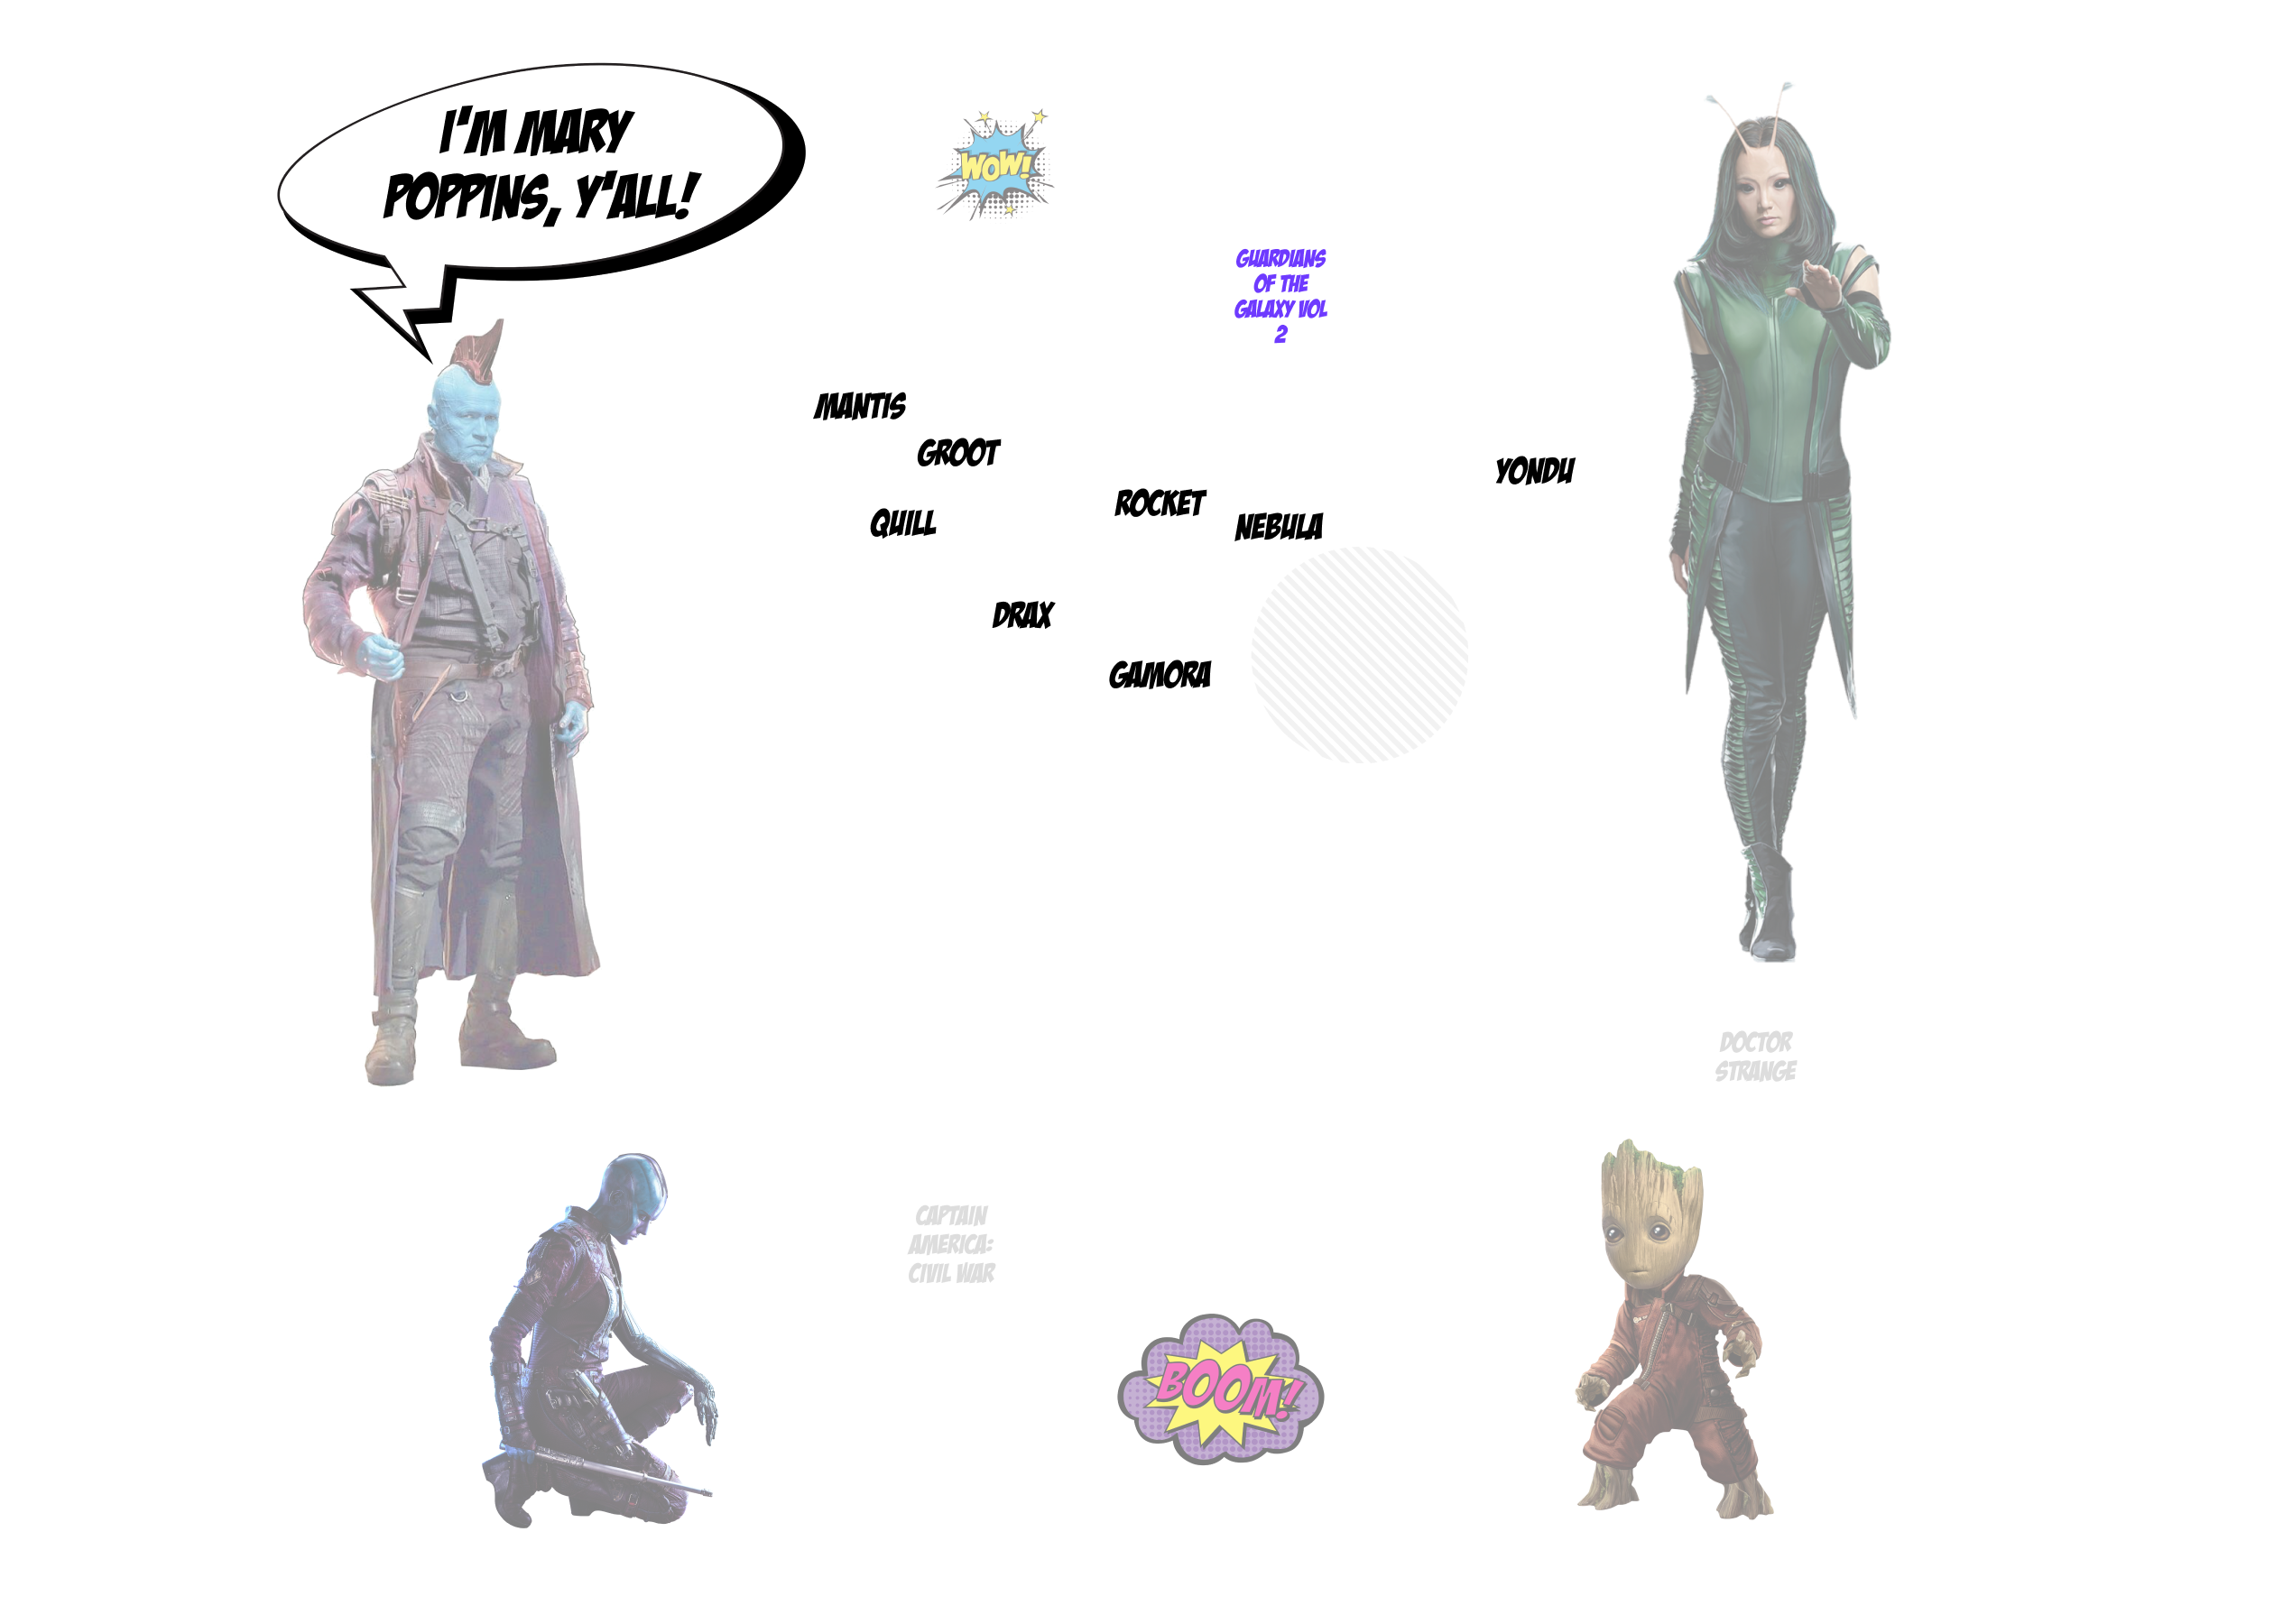 I'M MARY
POPPINS, Y'ALL!
WOW!
GUARDIANS
OF THE
GALAXY VOL
2
MANTIS
GROOT
YONDU
ROCKET
QUILL
NEBULA
DRAX
GAMORA
DOCTOR
STRANGE
CAPTAIN
AMERICA:
CIVIL WAR
BOOM!